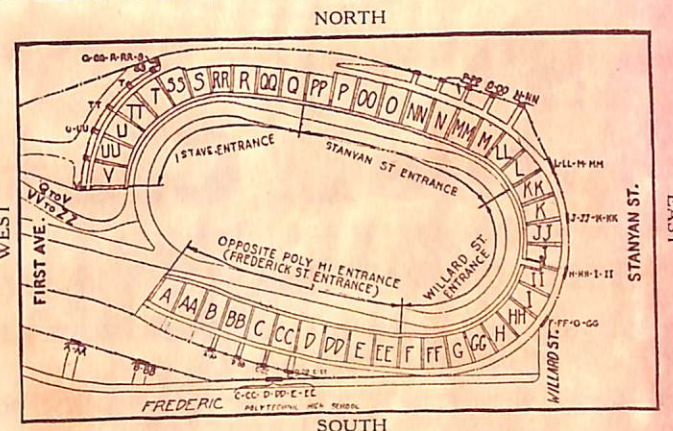 NORTH
Q-QQ-R-RR-S
SS
T
TT
U-UU
SS S RR R QQ Q PP P OO O NN N MM M LL L KK K JJ J II I HH H GG G FF F EE E DD D CC C BB B AA A
T
TT
U
UU
V
P-PP O-OO N-NN
L-LL-M-MM
J-JJ-K-KK
H-HH-I-II
F-FF-G-GG
1ST AVE. ENTRANCE
STANYAN ST ENTRANCE
WILLARD ST. ENTRANCE
OPPOSITE POLY HI ENTRANCE
(FREDERICK ST. ENTRANCE)
Q TO V
VV TO ZZ
WEST
FIRST AVE.
STANYAN ST.
EAST
WILLARD ST.
A-AA
B-BB
C-CC-D-DD-E-EE
FREDERIC
POLYTECHNIC HIGH SCHOOL
SOUTH